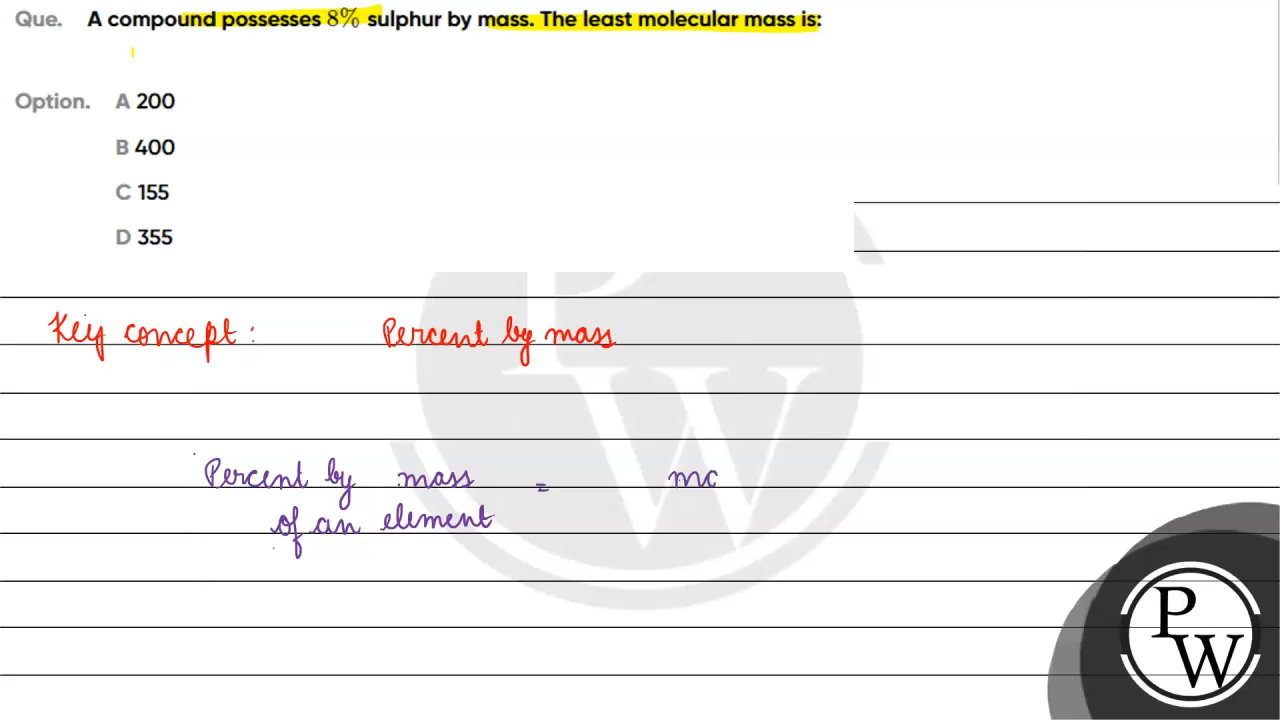 Que. A compound possesses 8% sulphur by mass. The least molecular mass is:
Option. A 200
B 400
C 155
D 355
Key concept: Percent by mass
Percent by mass = ma
of an element
P
W